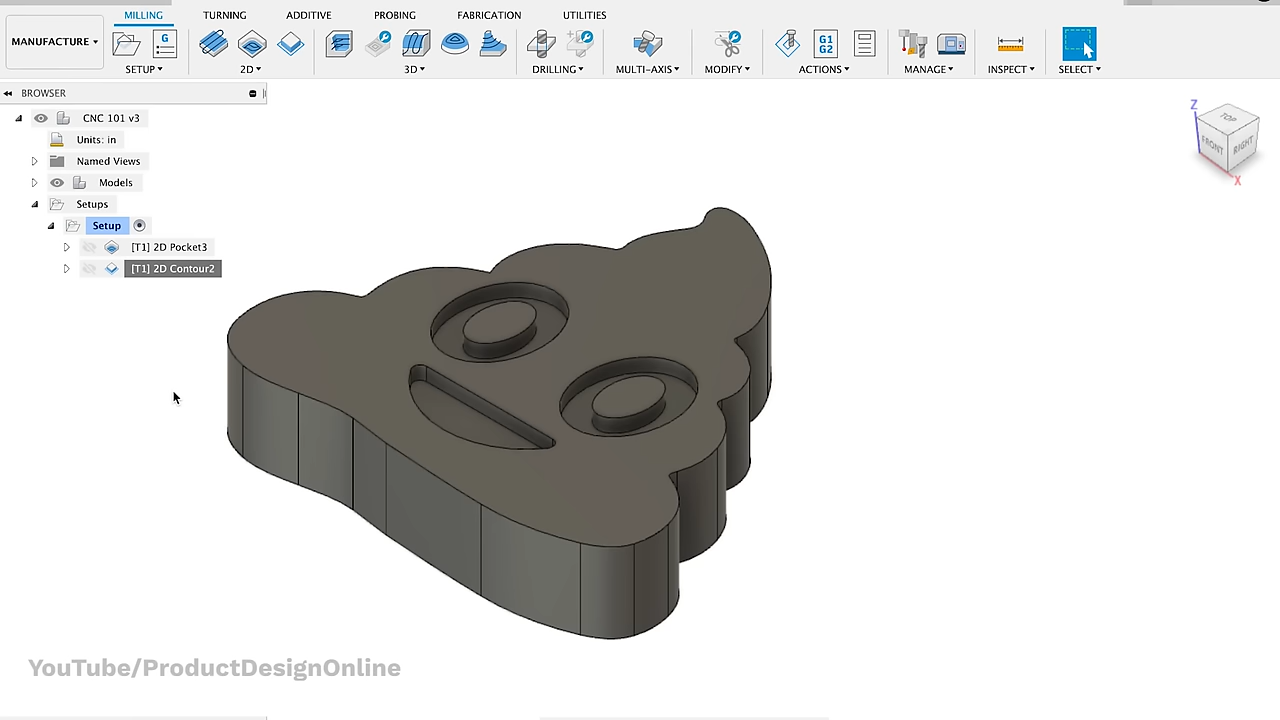 MILLING TURNING ADDITIVE PROBING FABRICATION UTILITIES
MANUFACTURE
G
G1
G2
SETUP 2D 3D DRILLING MULTI-AXIS MODIFY ACTIONS MANAGE INSPECT SELECT
BROWSER
CNC 101 v3
Units: in
Named Views
Models
Setups
Setup
[T1] 2D Pocket3
[T1] 2D Contour2
Z
TOP
FRONT
RIGHT
X
YouTube/ProductDesignOnline